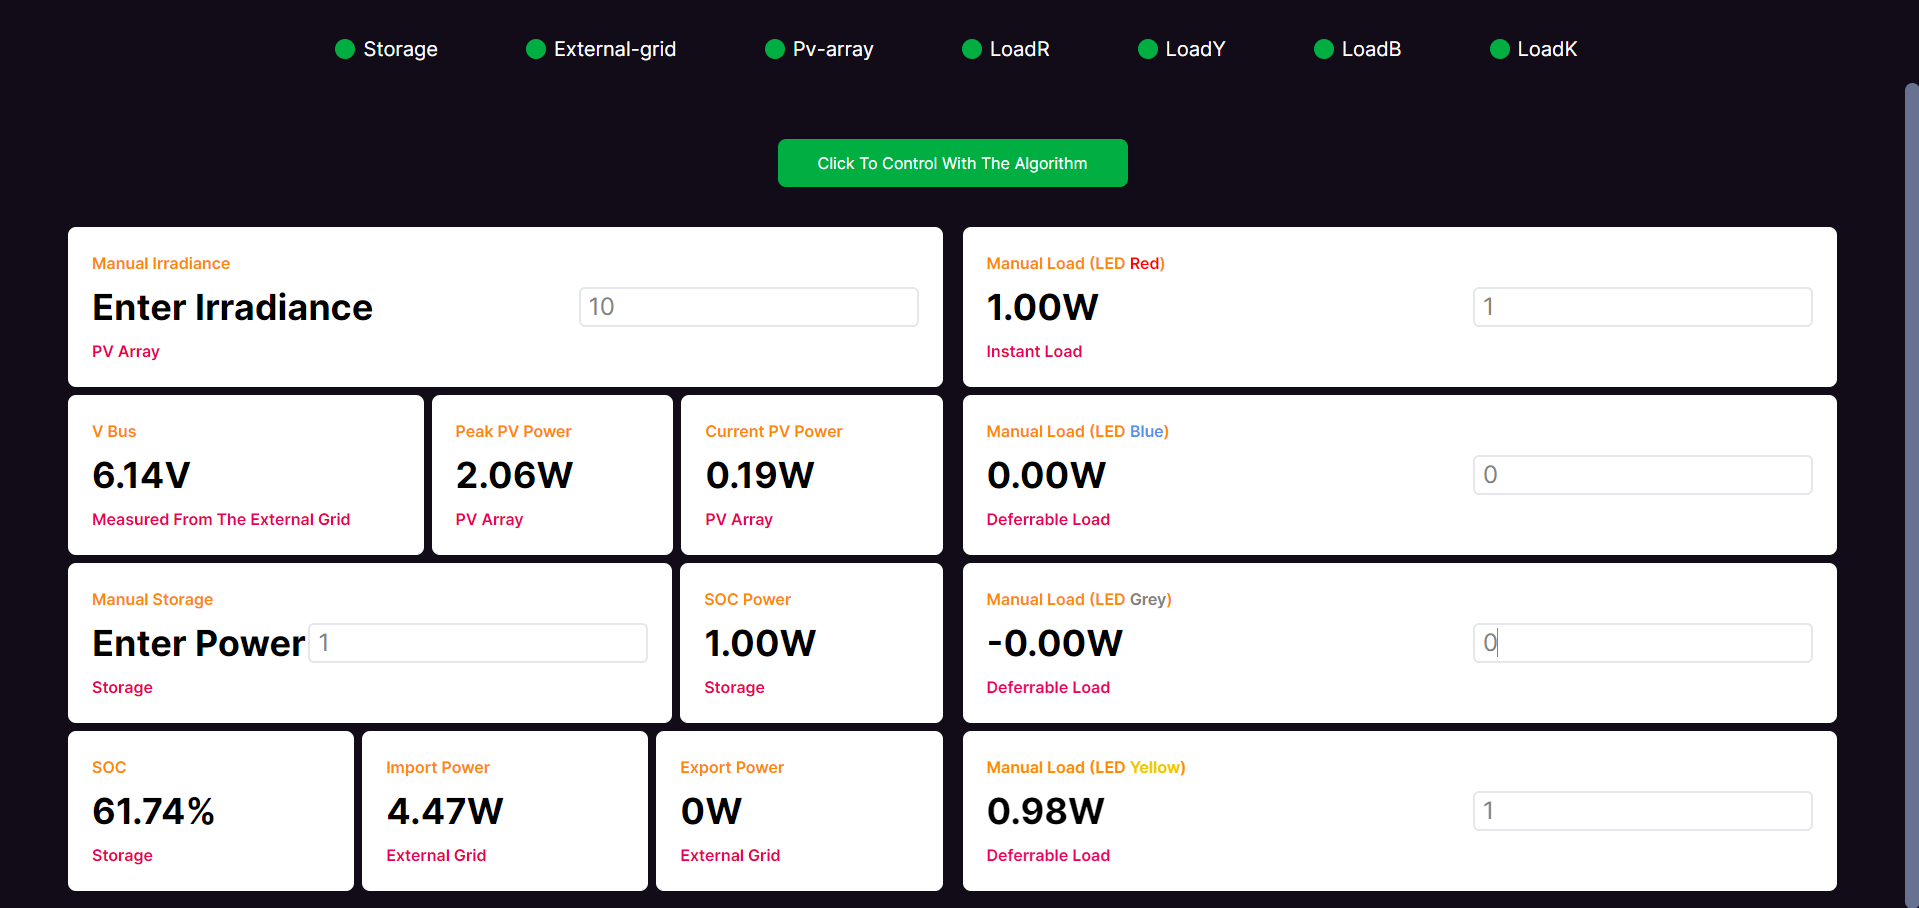 Storage External-grid Pv-array LoadR LoadY LoadB LoadK
Click To Control With The Algorithm
Manual Irradiance
Enter Irradiance 10
PV Array
Manual Load (LED Red)
1.00W 1
Instant Load
V Bus
6.14V
Measured From The External Grid
Peak PV Power
2.06W
PV Array
Current PV Power
0.19W
PV Array
Manual Load (LED Blue)
0.00W 0
Deferrable Load
Manual Storage
Enter Power 1
Storage
SOC Power
1.00W
Storage
Manual Load (LED Grey)
-0.00W 0
Deferrable Load
SOC
61.74%
Storage
Import Power
4.47W
External Grid
Export Power
0W
External Grid
Manual Load (LED Yellow)
0.98W 1
Deferrable Load